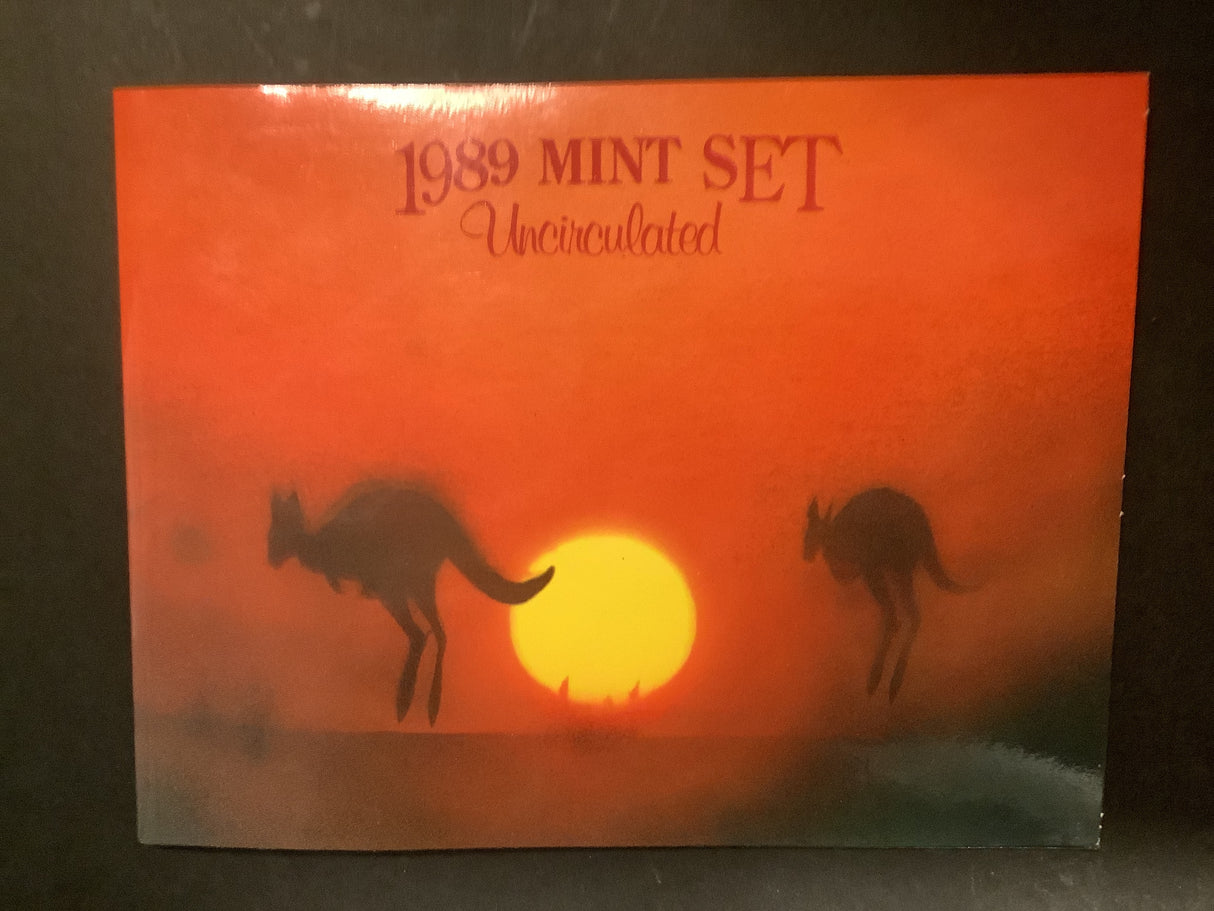 1989 MINT SET
Uncirculated